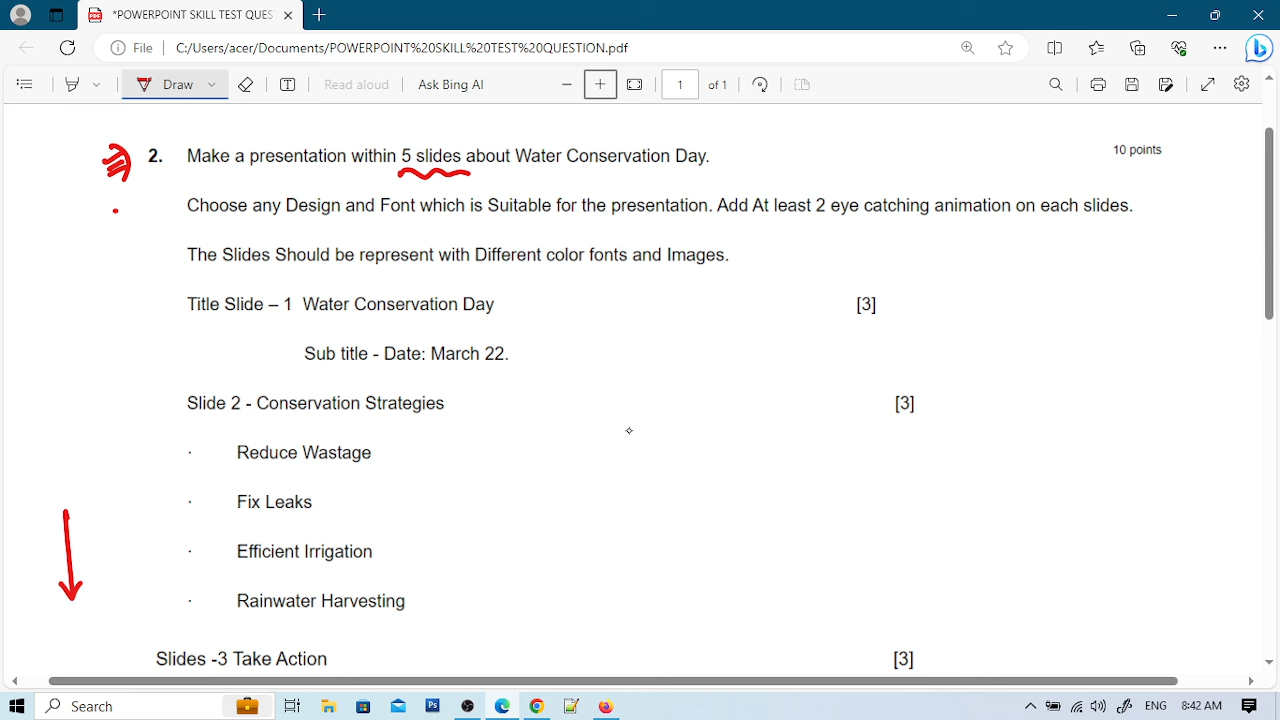 *POWERPOINT SKILL TEST QUES
File C:/Users/acer/Documents/POWERPOINT%20SKILL%20TEST%20QUESTION.pdf
Draw Read aloud Ask Bing AI 1 of 1
2. Make a presentation within 5 slides about Water Conservation Day. 10 points
Choose any Design and Font which is Suitable for the presentation. Add At least 2 eye catching animation on each slides.
The Slides Should be represent with Different color fonts and Images.
Title Slide – 1 Water Conservation Day [3]
Sub title - Date: March 22.
Slide 2 - Conservation Strategies [3]
· Reduce Wastage
· Fix Leaks
· Efficient Irrigation
· Rainwater Harvesting
Slides -3 Take Action [3]
Search ENG 8:42 AM